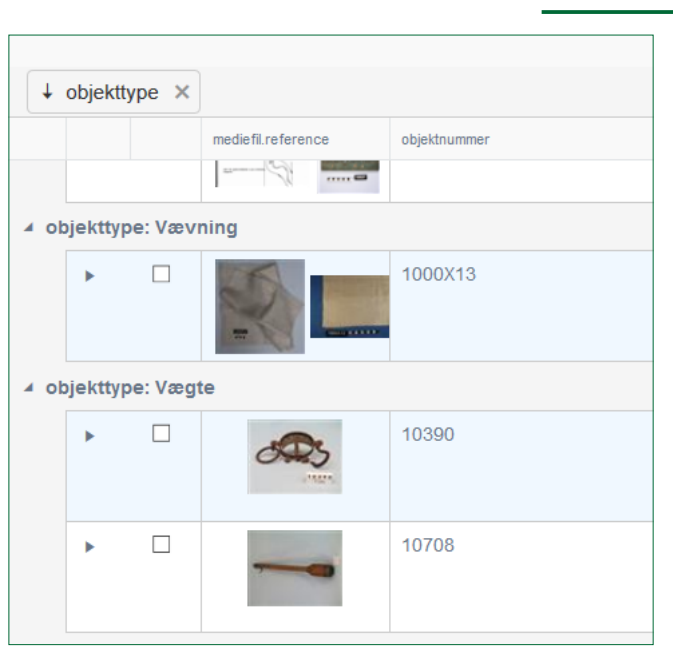 ↓ objekttype ×
mediefil.reference objektnummer
objekttype: Vævning
1000X13
objekttype: Vægte
10390
10708